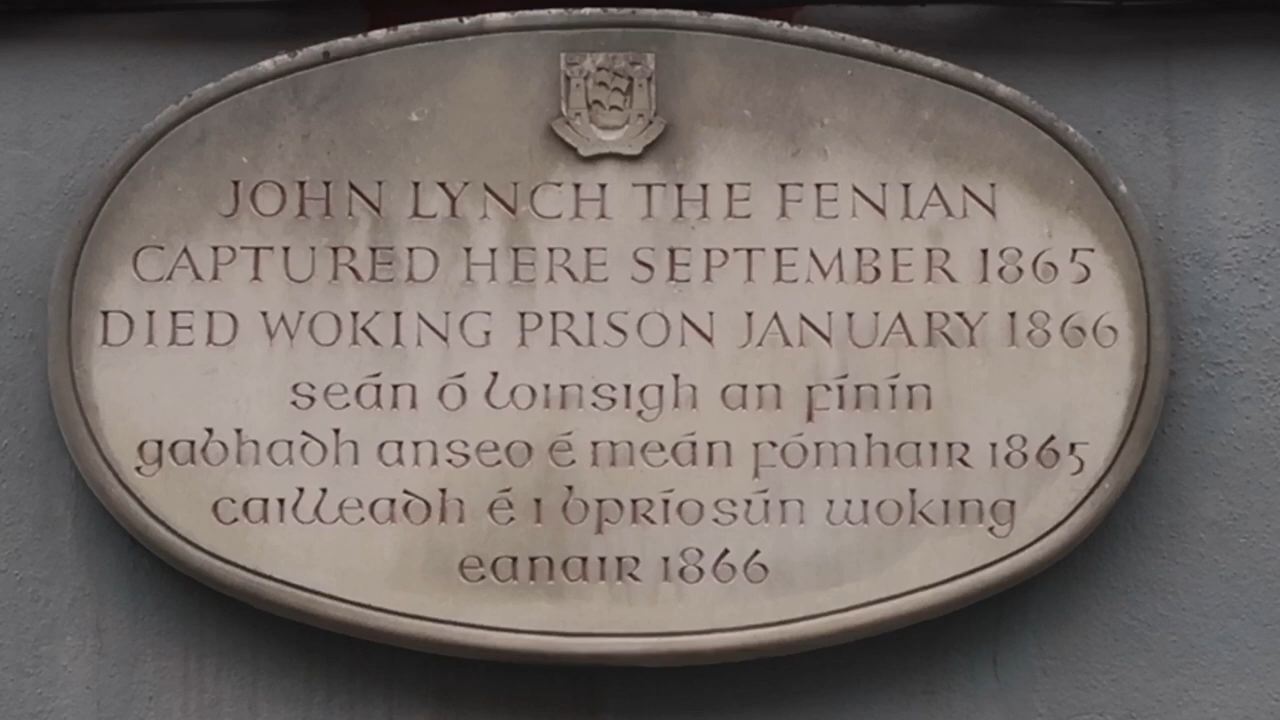 JOHN LYNCH THE FENIAN
CAPTURED HERE SEPTEMBER 1865
DIED WOKING PRISON JANUARY 1866
seán ó loinsigh an fínín
gabhadh anseo é meán fómhair 1865
cailleadh é i bpríosún woking
eanair 1866